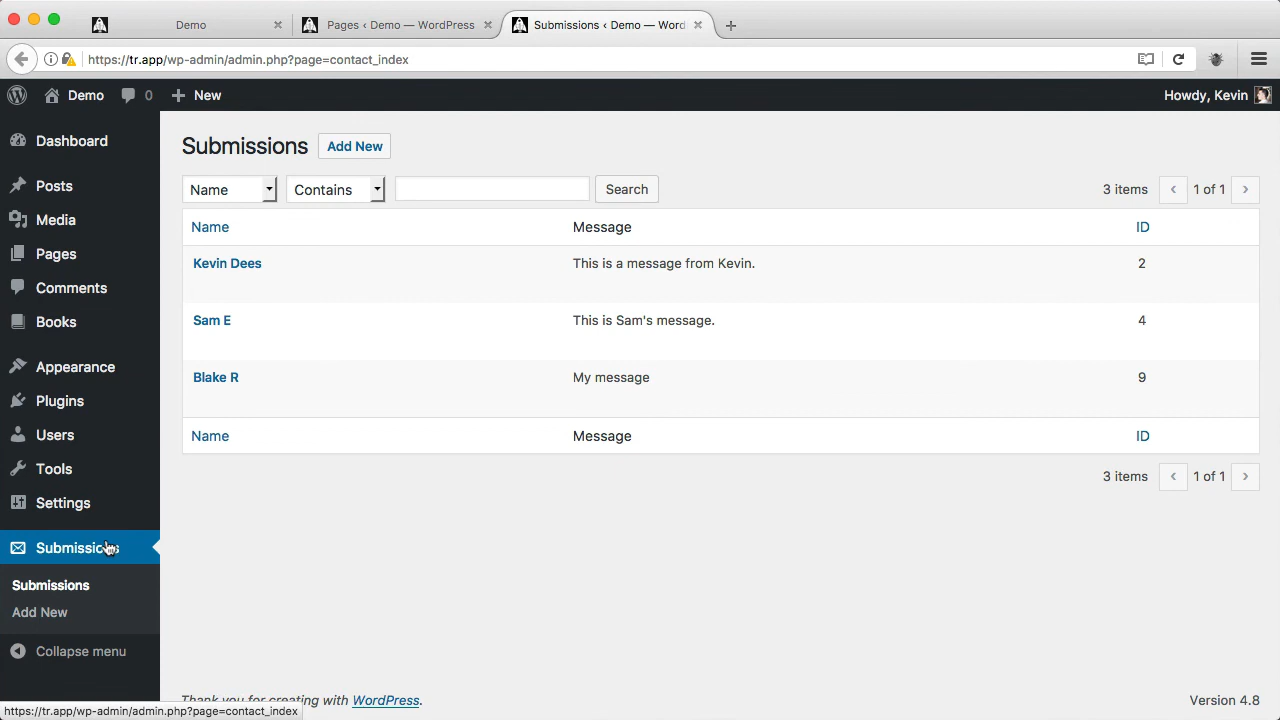 Demo
Pages ‹ Demo — WordPress
Submissions ‹ Demo — Word
https://tr.app/wp-admin/admin.php?page=contact_index
Demo
0
New
Howdy, Kevin
Dashboard
Posts
Media
Pages
Comments
Books
Appearance
Plugins
Users
Tools
Settings
Submissions
Submissions
Add New
Collapse menu
Submissions
Add New
Name
Contains
Search
3 items
‹
1 of 1
›
Name Message ID
Kevin Dees This is a message from Kevin. 2
Sam E This is Sam's message. 4
Blake R My message 9
Name Message ID
3 items
‹
1 of 1
›
Thank you for creating with WordPress.
Version 4.8
https://tr.app/wp-admin/admin.php?page=contact_index